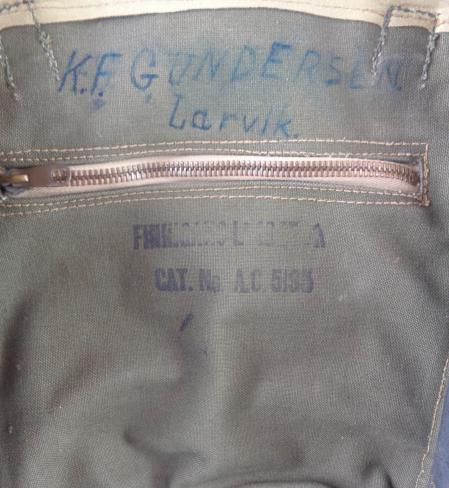 K.F. GUNDERSEN.
Larvik.
CAT. No. A.C. 5135